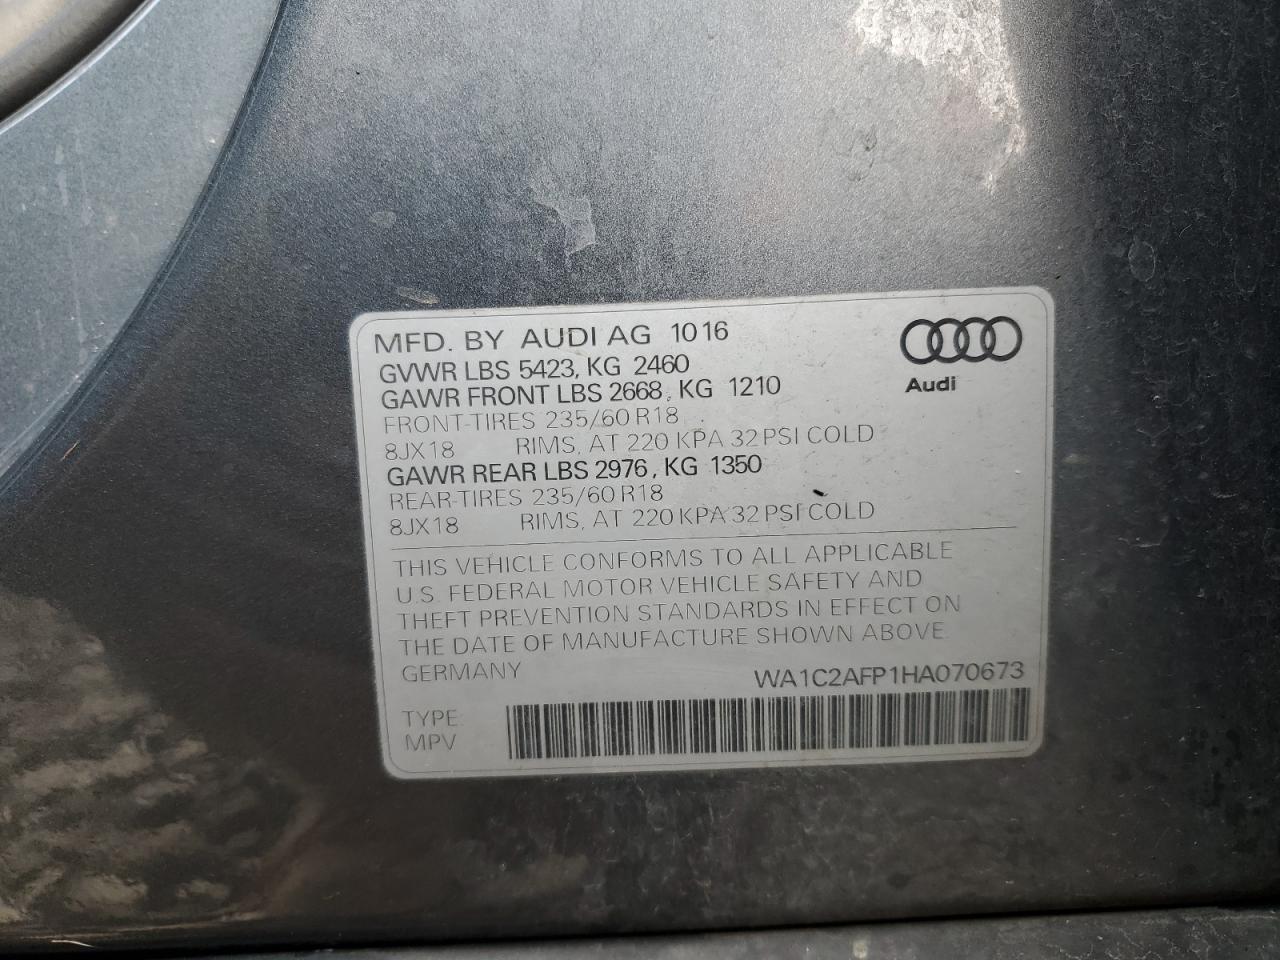 MFD. BY AUDI AG 10 16
GVWR LBS 5423, KG 2460
GAWR FRONT LBS 2668, KG 1210
FRONT-TIRES 235/60 R18
8JX18 RIMS, AT 220 KPA 32 PSI COLD
GAWR REAR LBS 2976, KG 1350
REAR-TIRES 235/60 R18
8JX18 RIMS, AT 220 KPA 32 PSI COLD
Audi
THIS VEHICLE CONFORMS TO ALL APPLICABLE
U.S. FEDERAL MOTOR VEHICLE SAFETY AND
THEFT PREVENTION STANDARDS IN EFFECT ON
THE DATE OF MANUFACTURE SHOWN ABOVE.
GERMANY WA1C2AFP1HA070673
TYPE:
MPV